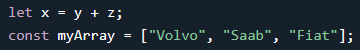 let x = y + z;
const myArray = ["Volvo", "Saab", "Fiat"];